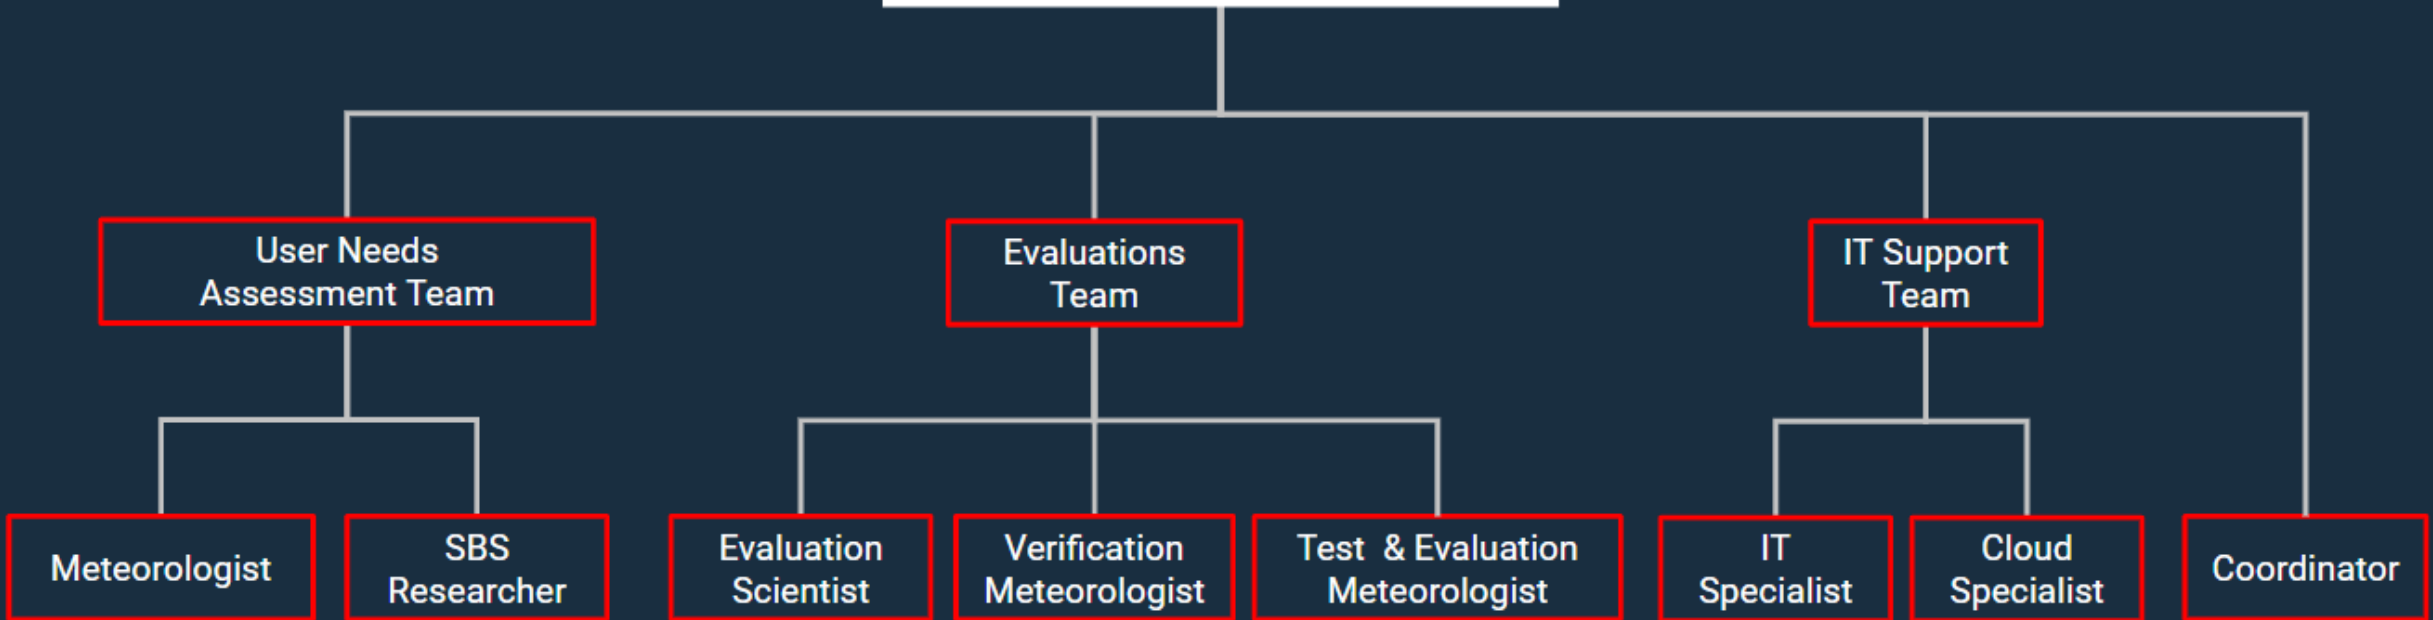 User Needs
Assessment Team
Evaluations
Team
IT Support
Team
Meteorologist
SBS
Researcher
Evaluation
Scientist
Verification
Meteorologist
Test & Evaluation
Meteorologist
IT
Specialist
Cloud
Specialist
Coordinator